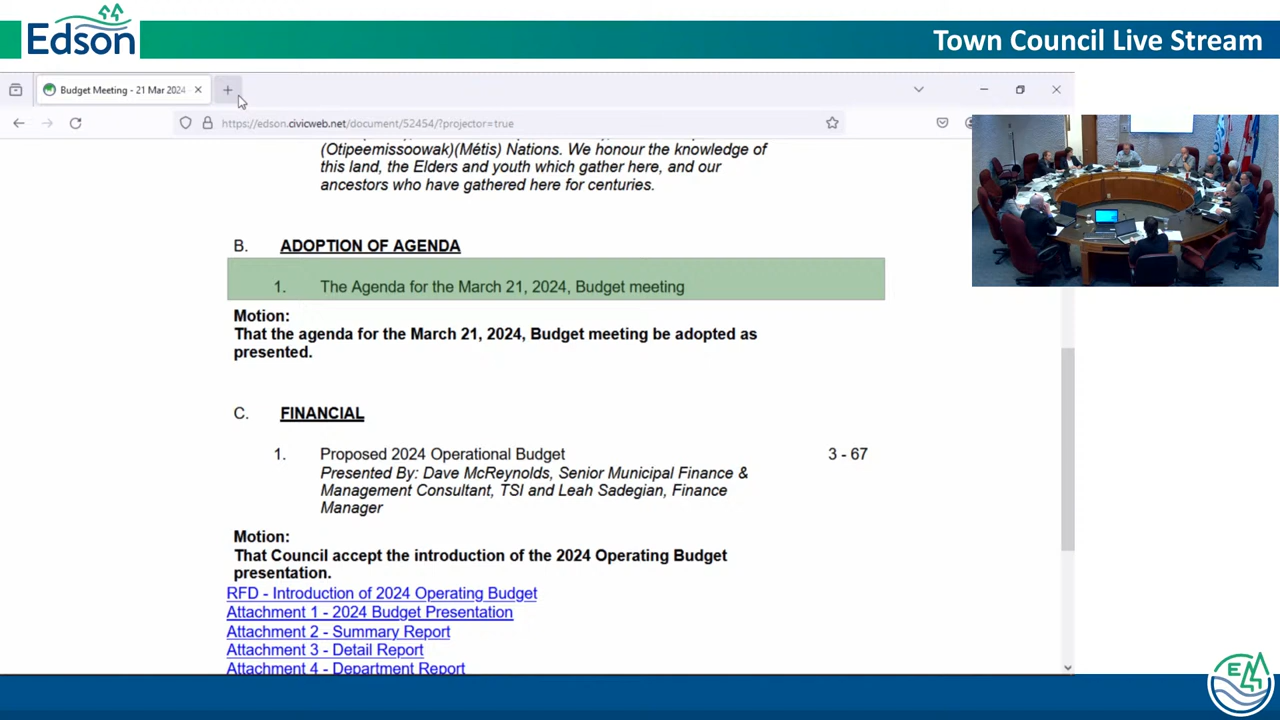 Edson
Town Council Live Stream
Budget Meeting - 21 Mar 2024
https://edson.civicweb.net/document/52454/?projector=true
(Otipeemissoowak)(Métis) Nations. We honour the knowledge of
this land, the Elders and youth which gather here, and our
ancestors who have gathered here for centuries.
B. ADOPTION OF AGENDA
1. The Agenda for the March 21, 2024, Budget meeting
Motion:
That the agenda for the March 21, 2024, Budget meeting be adopted as
presented.
C. FINANCIAL
1. Proposed 2024 Operational Budget 3 - 67
Presented By: Dave McReynolds, Senior Municipal Finance &
Management Consultant, TSI and Leah Sadegian, Finance
Manager
Motion:
That Council accept the introduction of the 2024 Operating Budget
presentation.
RFD - Introduction of 2024 Operating Budget
Attachment 1 - 2024 Budget Presentation
Attachment 2 - Summary Report
Attachment 3 - Detail Report
Attachment 4 - Department Report